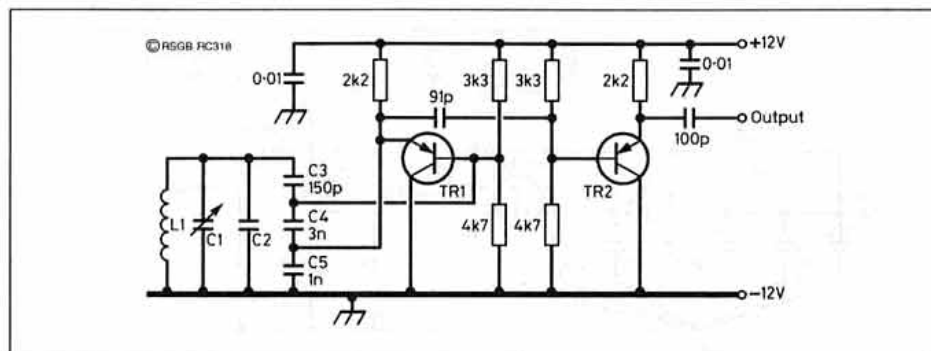 © RSGB RC318
+12V
0·01
2k2
3k3
3k3
2k2
0·01
91p
Output
100p
C3
150p
TR1
TR2
L1
C1
C2
C4
3n
4k7
4k7
C5
1n
−12V